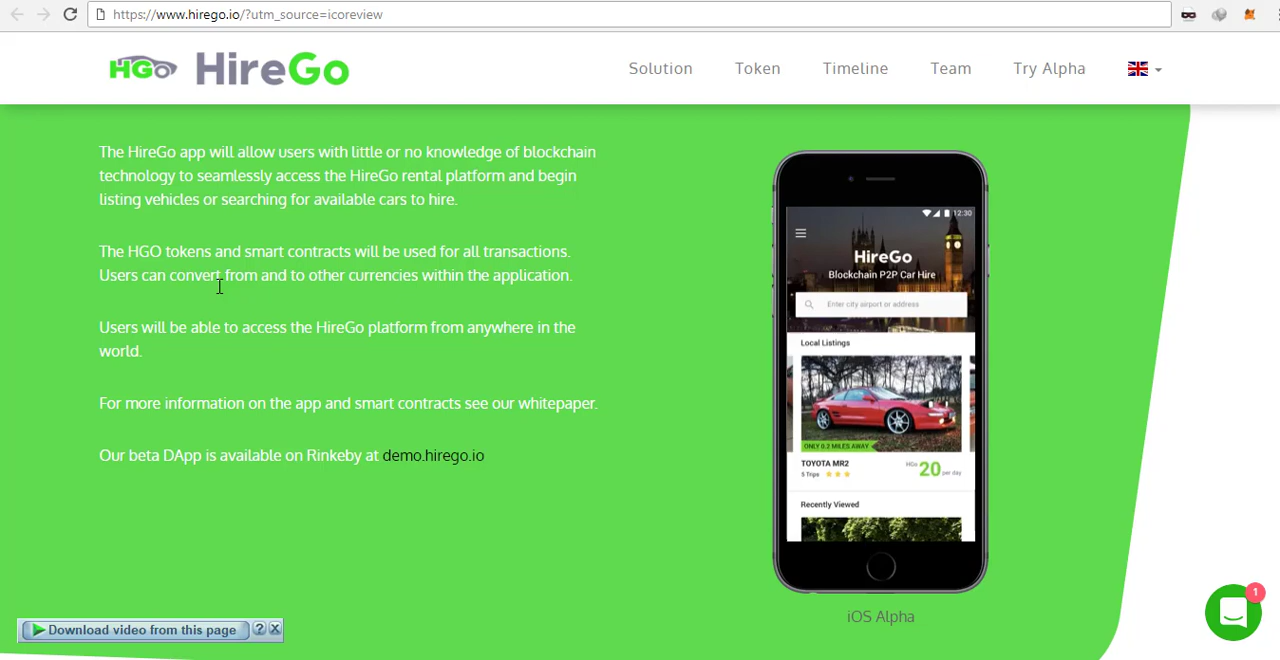 https://www.hirego.io/?utm_source=icoreview
HGO HireGo
Solution
Token
Timeline
Team
Try Alpha
The HireGo app will allow users with little or no knowledge of blockchain
technology to seamlessly access the HireGo rental platform and begin
listing vehicles or searching for available cars to hire.
The HGO tokens and smart contracts will be used for all transactions.
Users can convert from and to other currencies within the application.
Users will be able to access the HireGo platform from anywhere in the
world.
For more information on the app and smart contracts see our whitepaper.
Our beta DApp is available on Rinkeby at demo.hirego.io
12:30
HireGo
Blockchain P2P Car Hire
Enter city airport or address
Local Listings
ONLY 0.2 MILES AWAY
TOYOTA MR2
HGo 20 per day
5 Trips
Recently Viewed
iOS Alpha
1
Download video from this page ? X